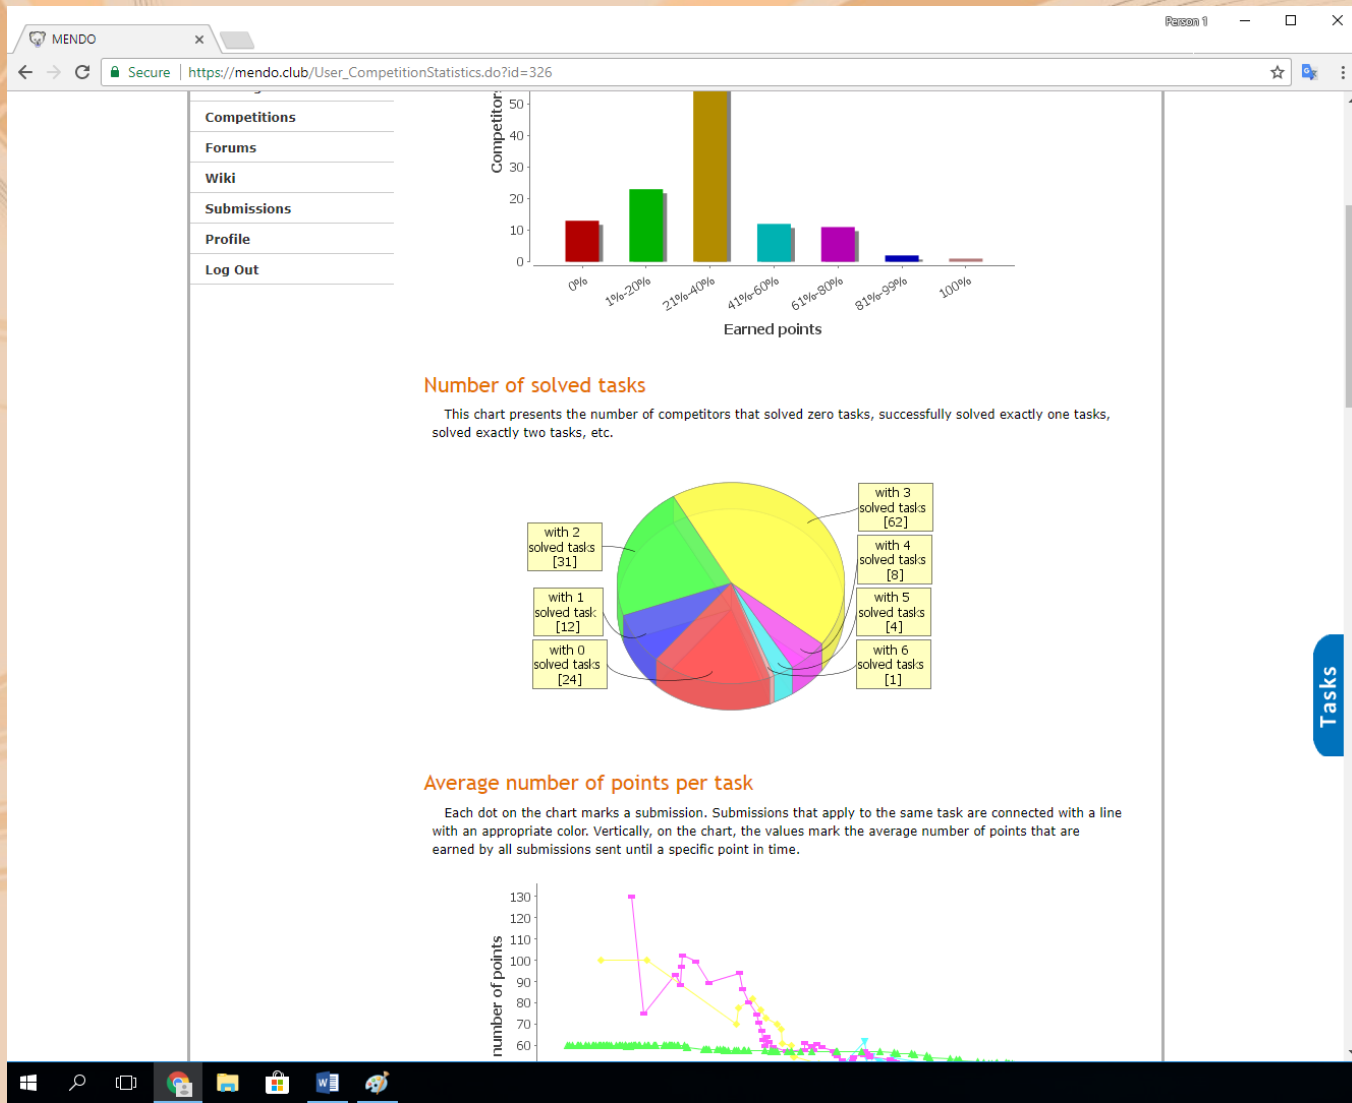 Person 1
MENDO
Secure
https://mendo.club/User_CompetitionStatistics.do?id=326
Competitions
Forums
Wiki
Submissions
Profile
Log Out
Competitors
50
40
30
20
10
0
0%
1%-20%
21%-40%
41%-60%
61%-80%
81%-99%
100%
Earned points
Number of solved tasks
This chart presents the number of competitors that solved zero tasks, successfully solved exactly one tasks,
solved exactly two tasks, etc.
with 2
solved tasks
[31]
with 1
solved task
[12]
with 0
solved tasks
[24]
with 3
solved tasks
[62]
with 4
solved tasks
[8]
with 5
solved tasks
[4]
with 6
solved tasks
[1]
Tasks
Average number of points per task
Each dot on the chart marks a submission. Submissions that apply to the same task are connected with a line
with an appropriate color. Vertically, on the chart, the values mark the average number of points that are
earned by all submissions sent until a specific point in time.
number of points
130
120
110
100
90
80
70
60